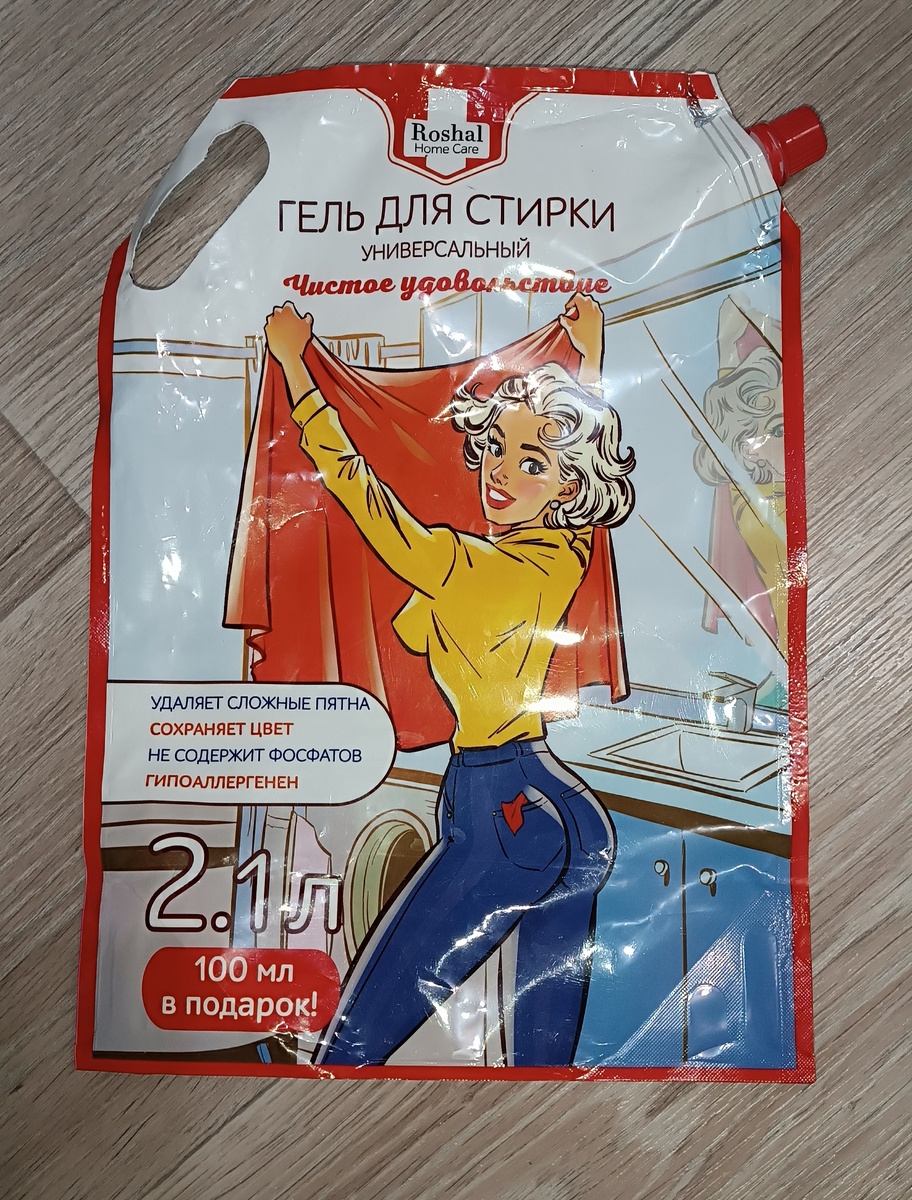 Roshal
Home Care
ГЕЛЬ ДЛЯ СТИРКИ
УНИВЕРСАЛЬНЫЙ
Чистое удовольствие
УДАЛЯЕТ СЛОЖНЫЕ ПЯТНА
СОХРАНЯЕТ ЦВЕТ
НЕ СОДЕРЖИТ ФОСФАТОВ
ГИПОАЛЛЕРГЕНЕН
2.1 л
100 мл
в подарок!